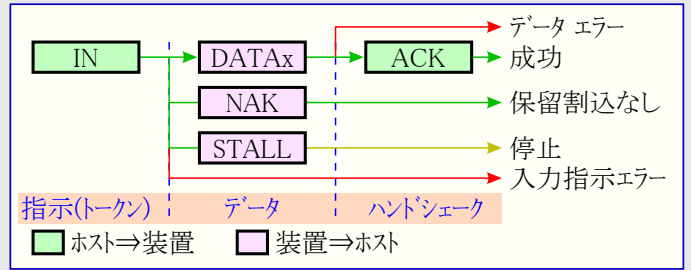 データ エラー
IN DATAx ACK 成功
NAK 保留割込なし
STALL 停止
入力指示エラー
指示(トークン) データ ハンドシェーク
ホスト⇒装置 装置⇒ホスト